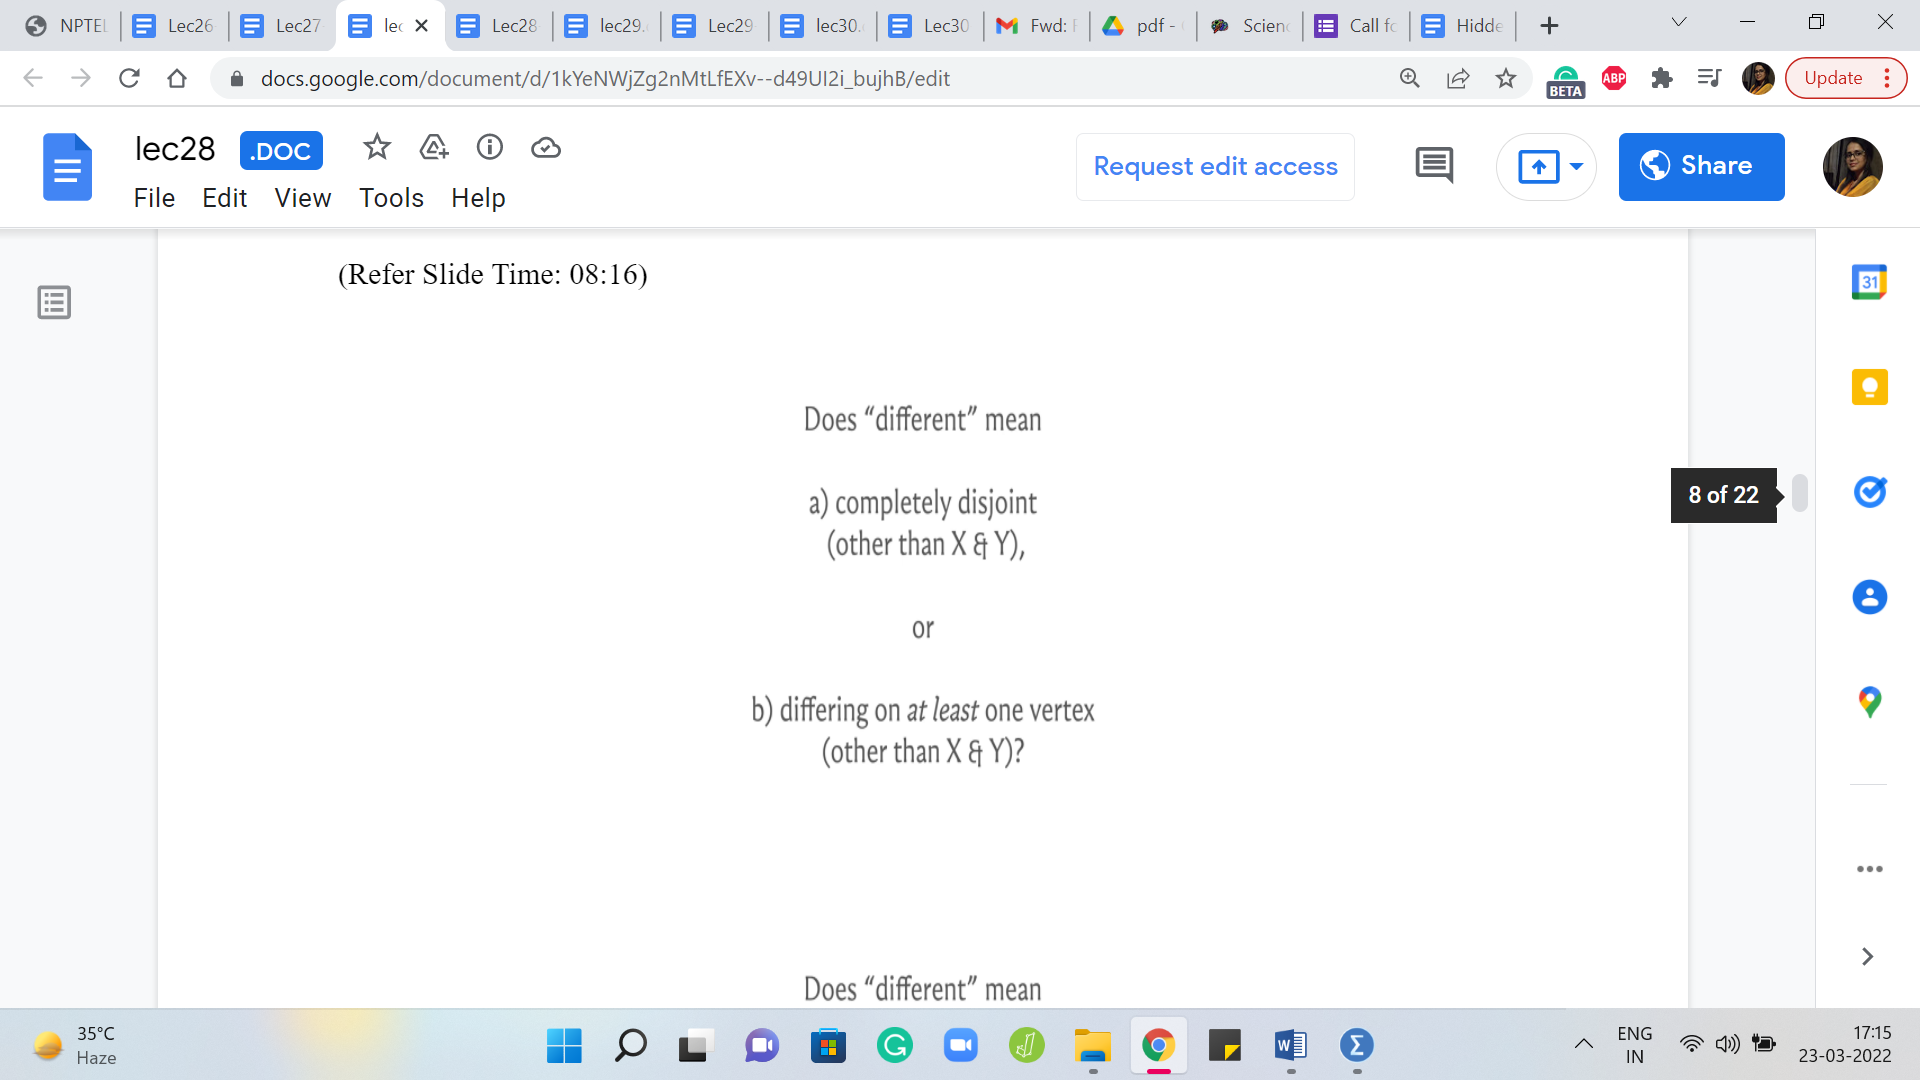 NPTEL
Lec26
Lec27
lec
Lec28
lec29.
Lec29
lec30.
Lec30
Fwd: F
pdf -
Scienc
Call fo
Hidde
docs.google.com/document/d/1kYeNWjZg2nMtLfEXv--d49UI2i_bujhB/edit
BETA
ABP
Update
lec28
.DOC
Request edit access
Share
File Edit View Tools Help
(Refer Slide Time: 08:16)
Does “different” mean
a) completely disjoint
(other than X & Y),
or
b) differing on at least one vertex
(other than X & Y)?
8 of 22
31
Does “different” mean
35°C
Haze
ENG
IN
17:15
23-03-2022